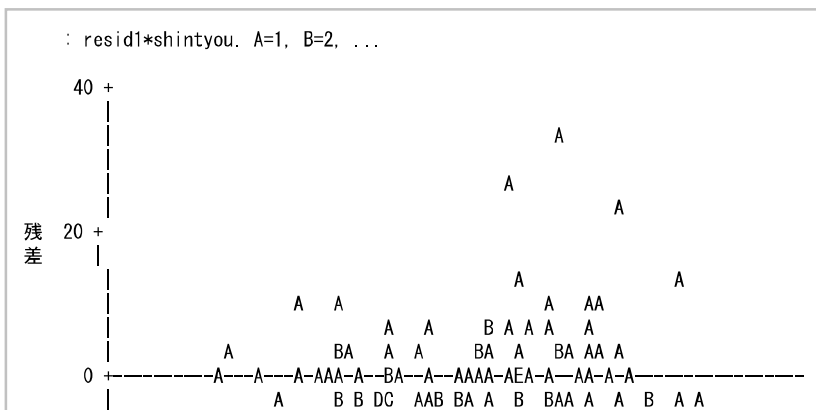 : resid1*shintyou. A=1, B=2, ...
40 +
A
A
A
残 20 +
差
A A
A A A AA
A A B A A A A
A BA A A BA A BA AA A
0 +-----------A---A---A-AAA----BA--A--AAAA-AEA-A--AA-A-A-----------------
A B B DC AAB BA A B BAA A B A A